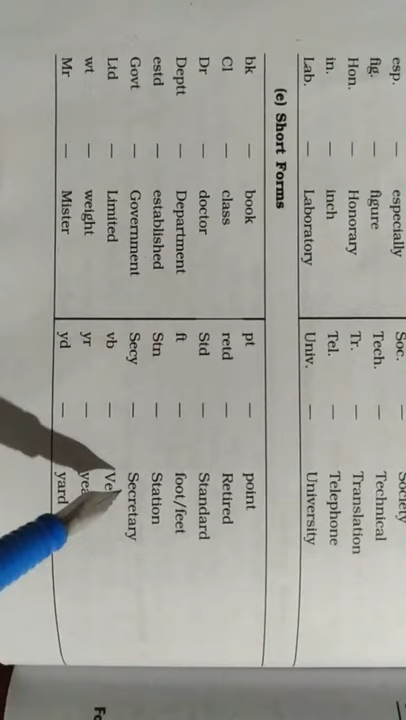 esp. — especially Soc. — Society
fig. — figure Tech. — Technical
Hon. — Honorary Tr. — Translation
in. — inch Tel. — Telephone
Lab. — Laboratory Univ. — University
(e) Short Forms
bk — book pt — point
Cl — class retd — Retired
Dr — doctor Std — Standard
Deptt — Department ft — foot/feet
estd — established Stn — Station
Govt — Government Secy — Secretary
Ltd — Limited vb —
wt — weight yr —
Mr — Mister yd — yard